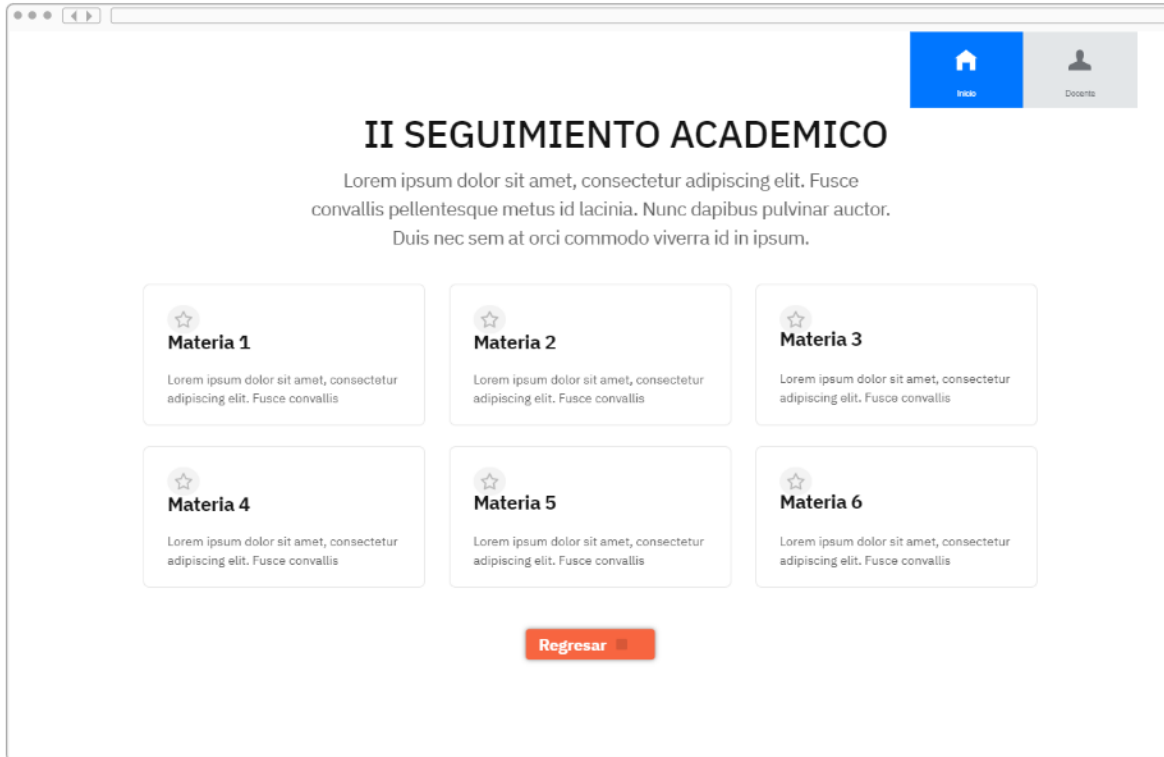 Inicio
Docente
II SEGUIMIENTO ACADEMICO
Lorem ipsum dolor sit amet, consectetur adipiscing elit. Fusce
convallis pellentesque metus id lacinia. Nunc dapibus pulvinar auctor.
Duis nec sem at orci commodo viverra id in ipsum.
Materia 1
Lorem ipsum dolor sit amet, consectetur
adipiscing elit. Fusce convallis
Materia 2
Lorem ipsum dolor sit amet, consectetur
adipiscing elit. Fusce convallis
Materia 3
Lorem ipsum dolor sit amet, consectetur
adipiscing elit. Fusce convallis
Materia 4
Lorem ipsum dolor sit amet, consectetur
adipiscing elit. Fusce convallis
Materia 5
Lorem ipsum dolor sit amet, consectetur
adipiscing elit. Fusce convallis
Materia 6
Lorem ipsum dolor sit amet, consectetur
adipiscing elit. Fusce convallis
Regresar